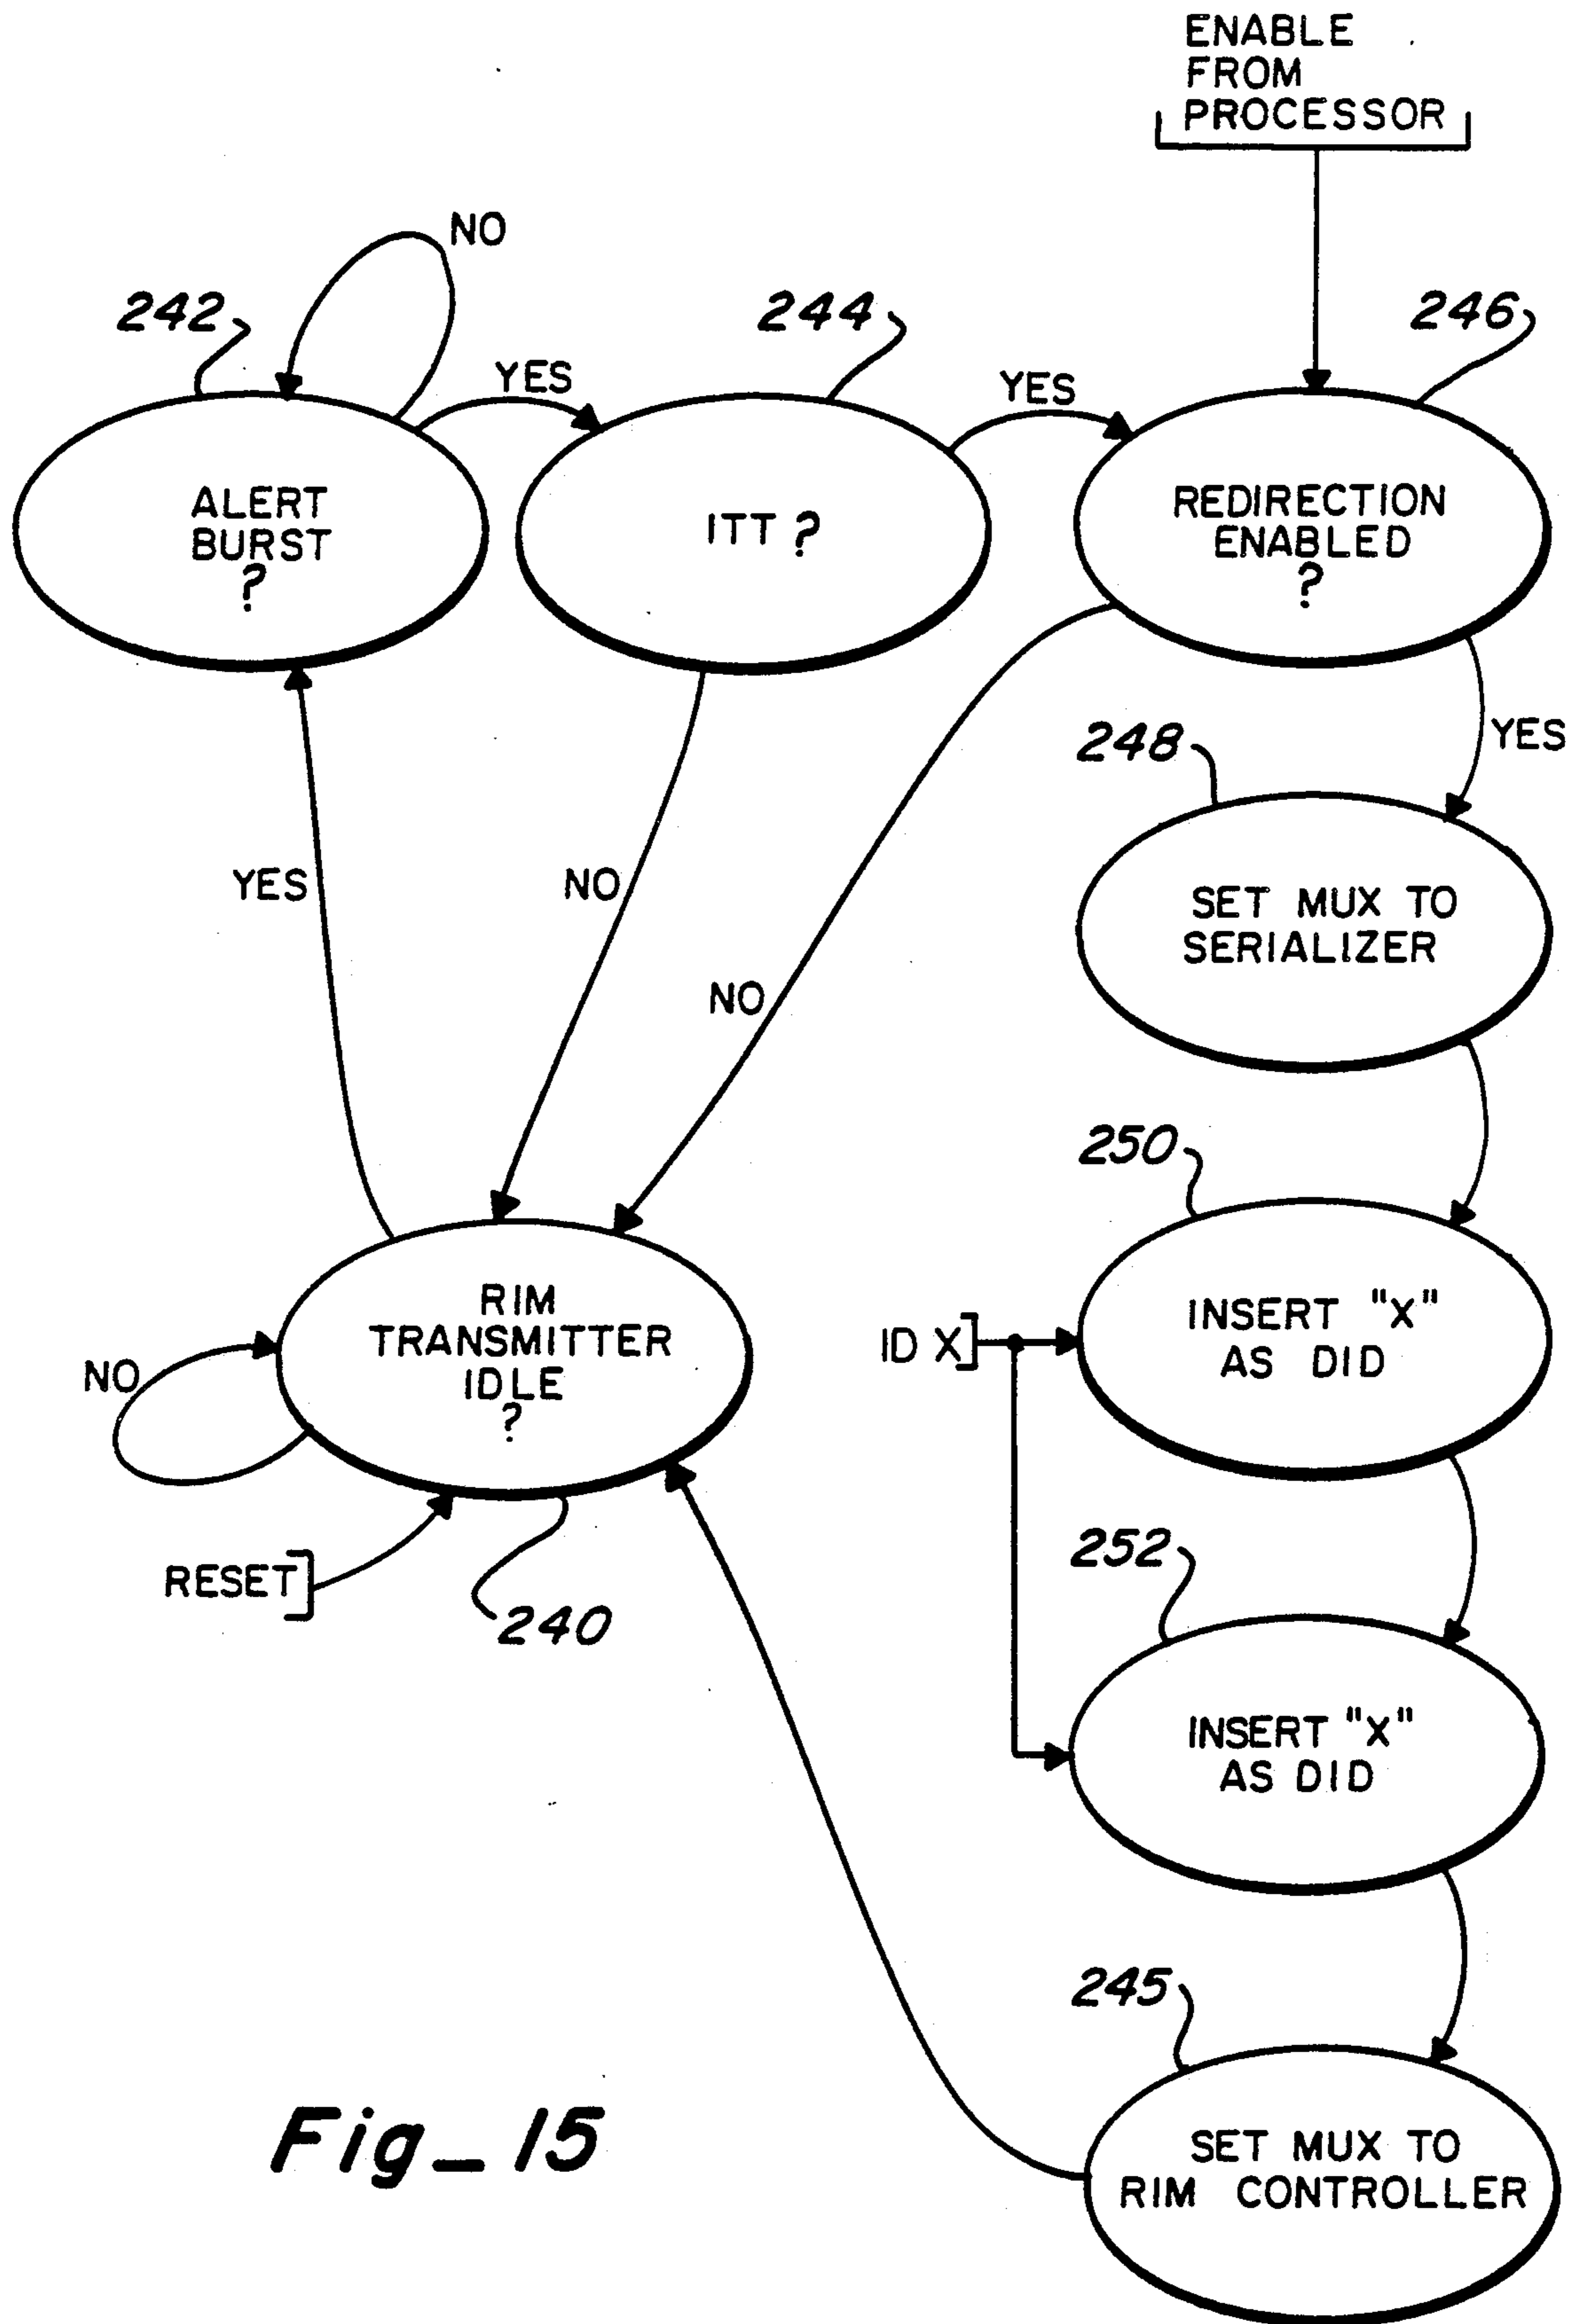 ENABLE
FROM
PROCESSOR
NO
242
YES
244
YES
246
ALERT
BURST
?
ITT ?
REDIRECTION
ENABLED
?
YES
NO
NO
YES
248
SET MUX TO
SERIALIZER
250
INSERT "X"
AS DID
ID X
RIM
TRANSMITTER
IDLE
?
NO
RESET
240
252
INSERT "X"
AS DID
245
SET MUX TO
RIM CONTROLLER
Fig_15